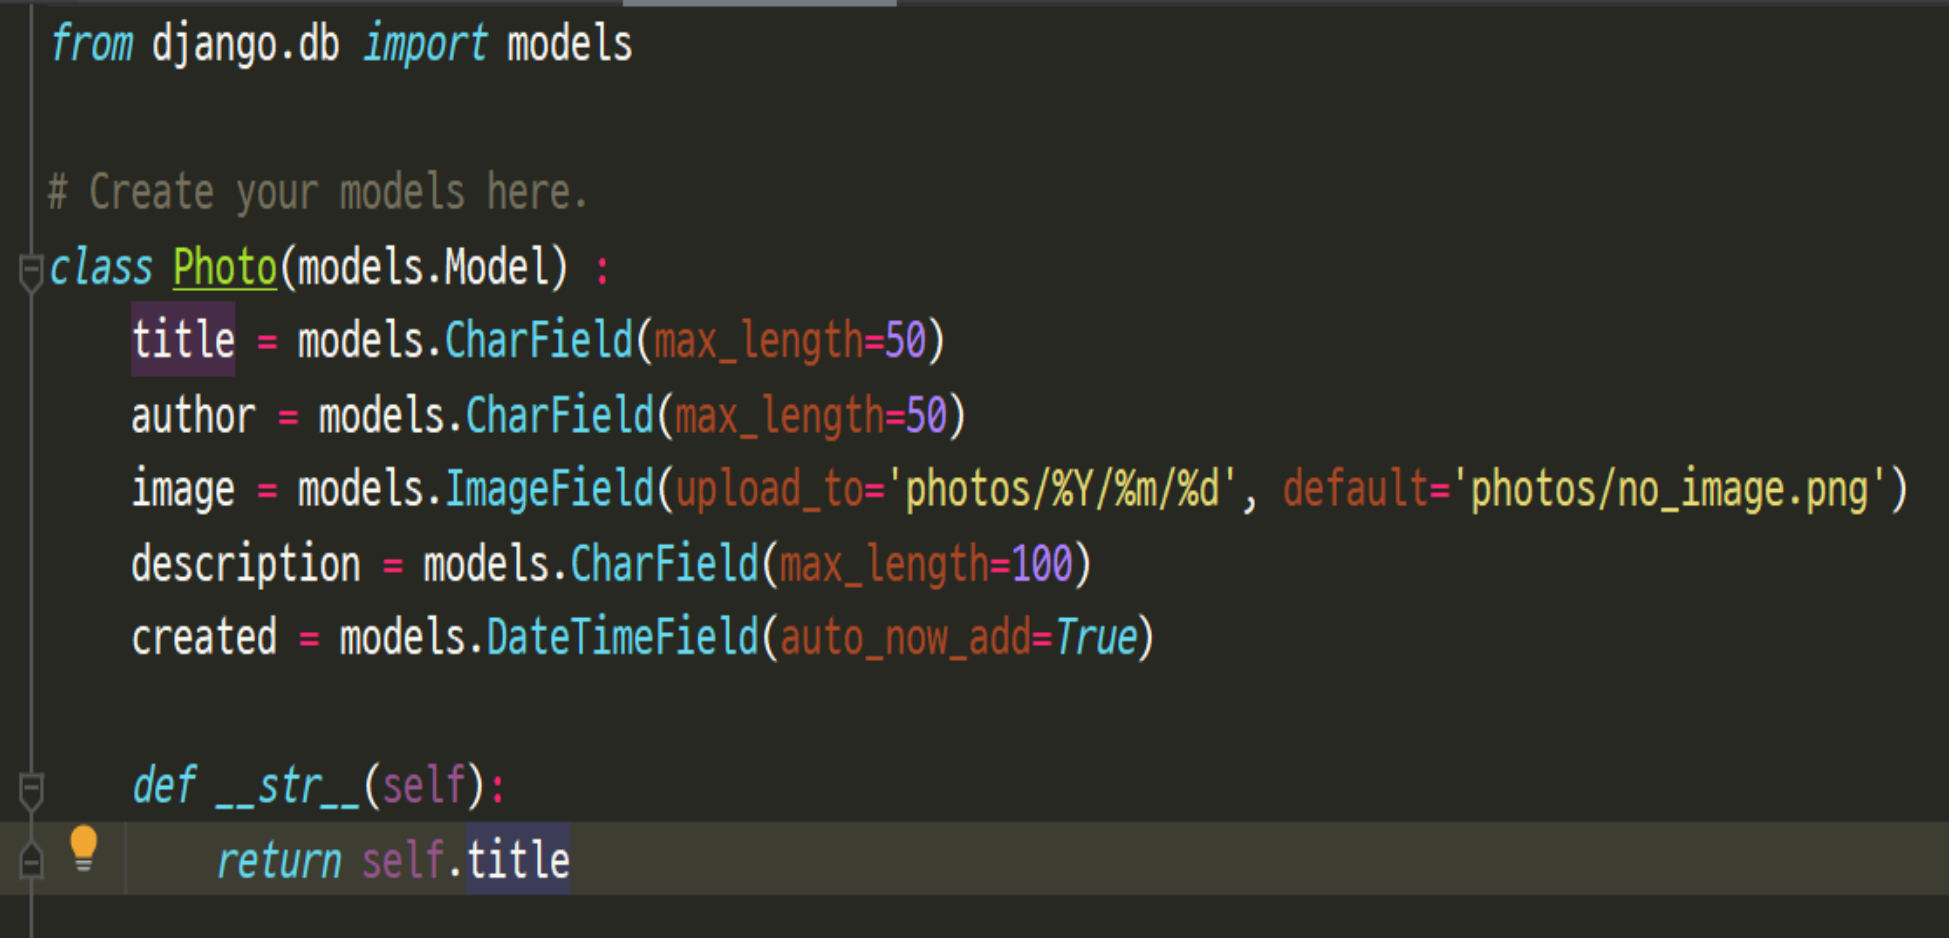 from django.db import models
# Create your models here.
class Photo(models.Model) :
    title = models.CharField(max_length=50)
    author = models.CharField(max_length=50)
    image = models.ImageField(upload_to='photos/%Y/%m/%d', default='photos/no_image.png')
    description = models.CharField(max_length=100)
    created = models.DateTimeField(auto_now_add=True)
    def __str__(self):
        return self.title